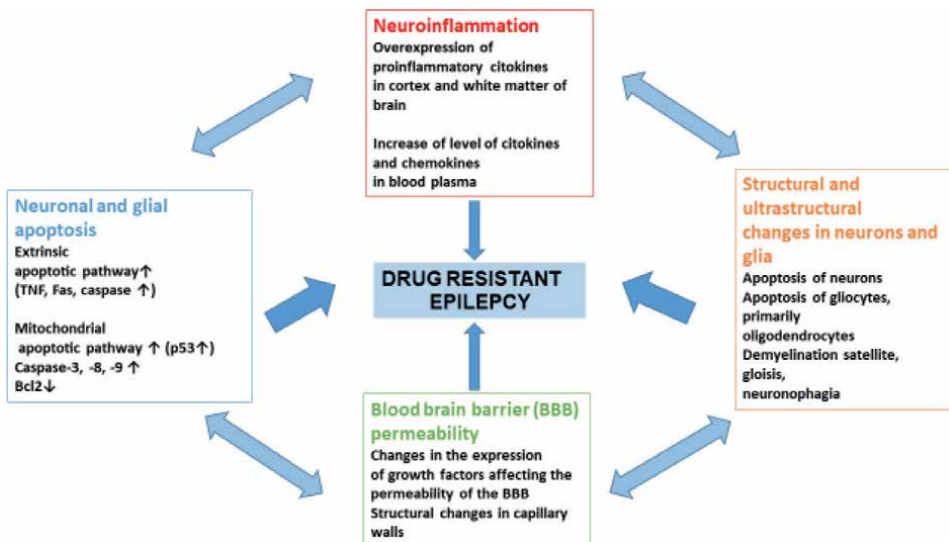 Neuroinflammation
Overexpression of
proinflammatory citokines
in cortex and white matter of
brain
Increase of level of citokines
and chemokines
in blood plasma
Neuronal and glial
apoptosis
Extrinsic
apoptotic pathway↑
(TNF, Fas, caspase ↑)
Mitochondrial
apoptotic pathway ↑ (p53↑)
Caspase-3, -8, -9 ↑
Bcl2↓
DRUG RESISTANT
EPILEPCY
Structural and
ultrastructural
changes in neurons and
glia
Apoptosis of neurons
Apoptosis of gliocytes,
primarily
oligodendrocytes
Demyelination satellite,
gloisis,
neuronophagia
Blood brain barrier (BBB)
permeability
Changes in the expression
of growth factors affecting the
permeability of the BBB
Structural changes in capillary
walls